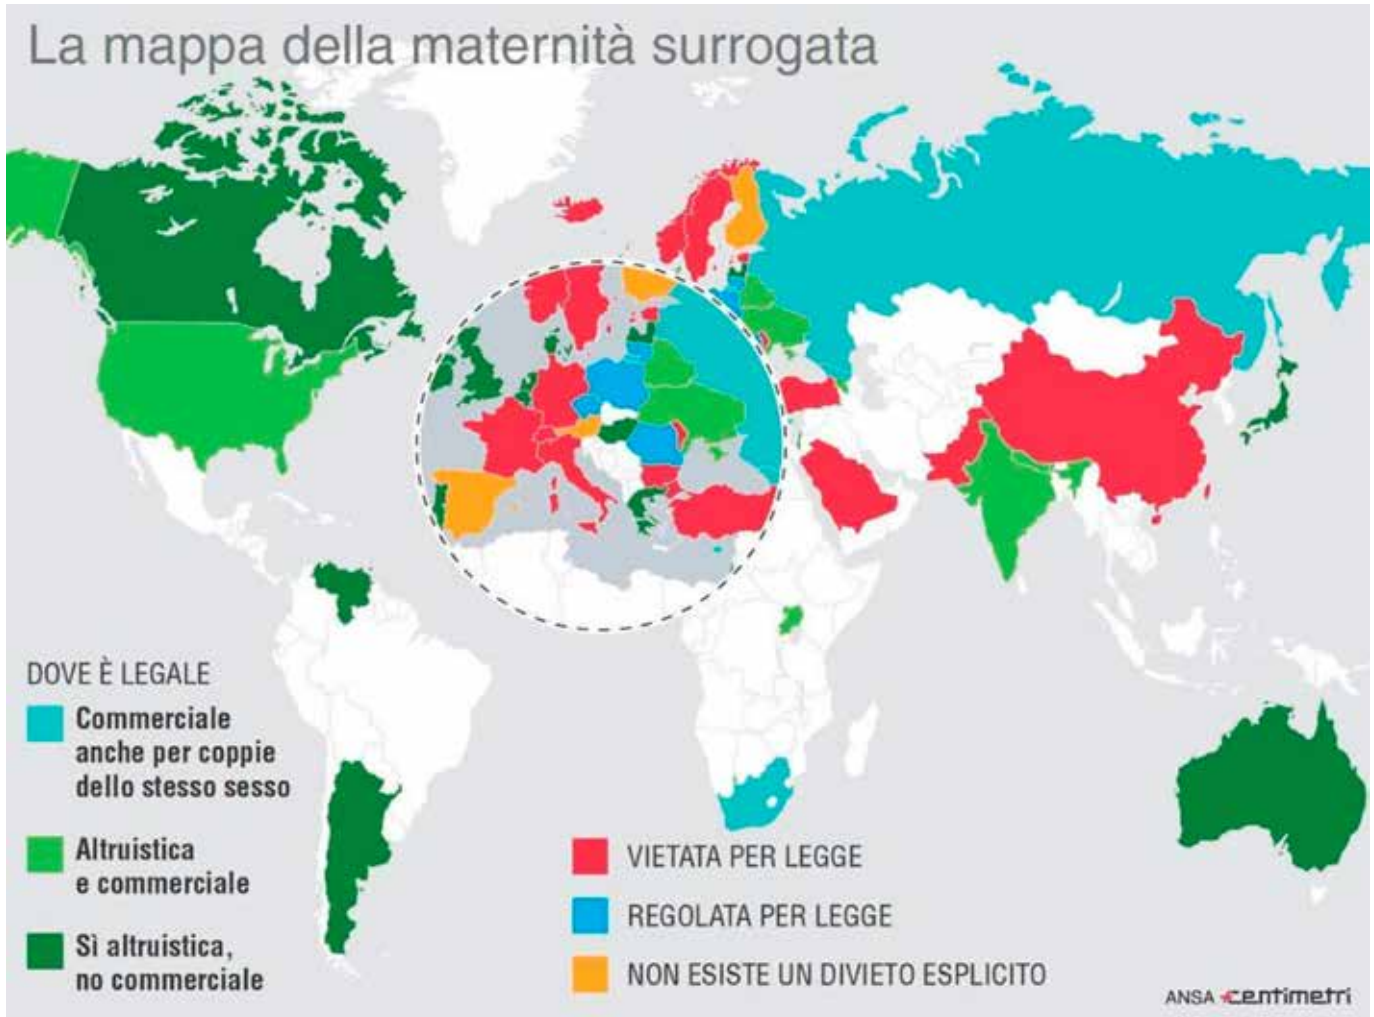 La mappa della maternità surrogata
DOVE È LEGALE
Commerciale
anche per coppie
dello stesso sesso
Altruistica
e commerciale
Sì altruistica,
no commerciale
VIETATA PER LEGGE
REGOLATA PER LEGGE
NON ESISTE UN DIVIETO ESPLICITO
ANSA centimetri